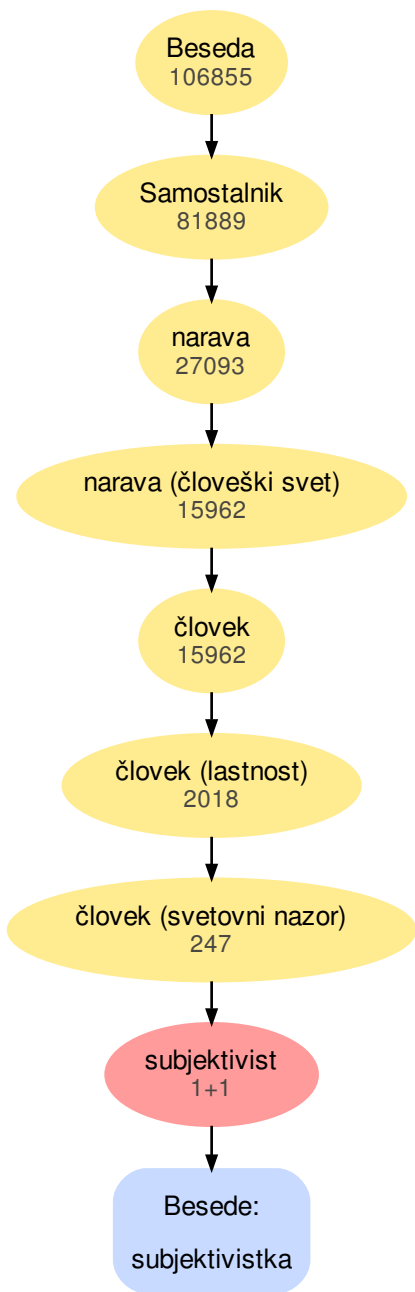 Beseda
106855
Samostalnik
81889
narava
27093
narava (človeški svet)
15962
človek
15962
človek (lastnost)
2018
človek (svetovni nazor)
247
subjektivist
1+1
Besede:
subjektivistka